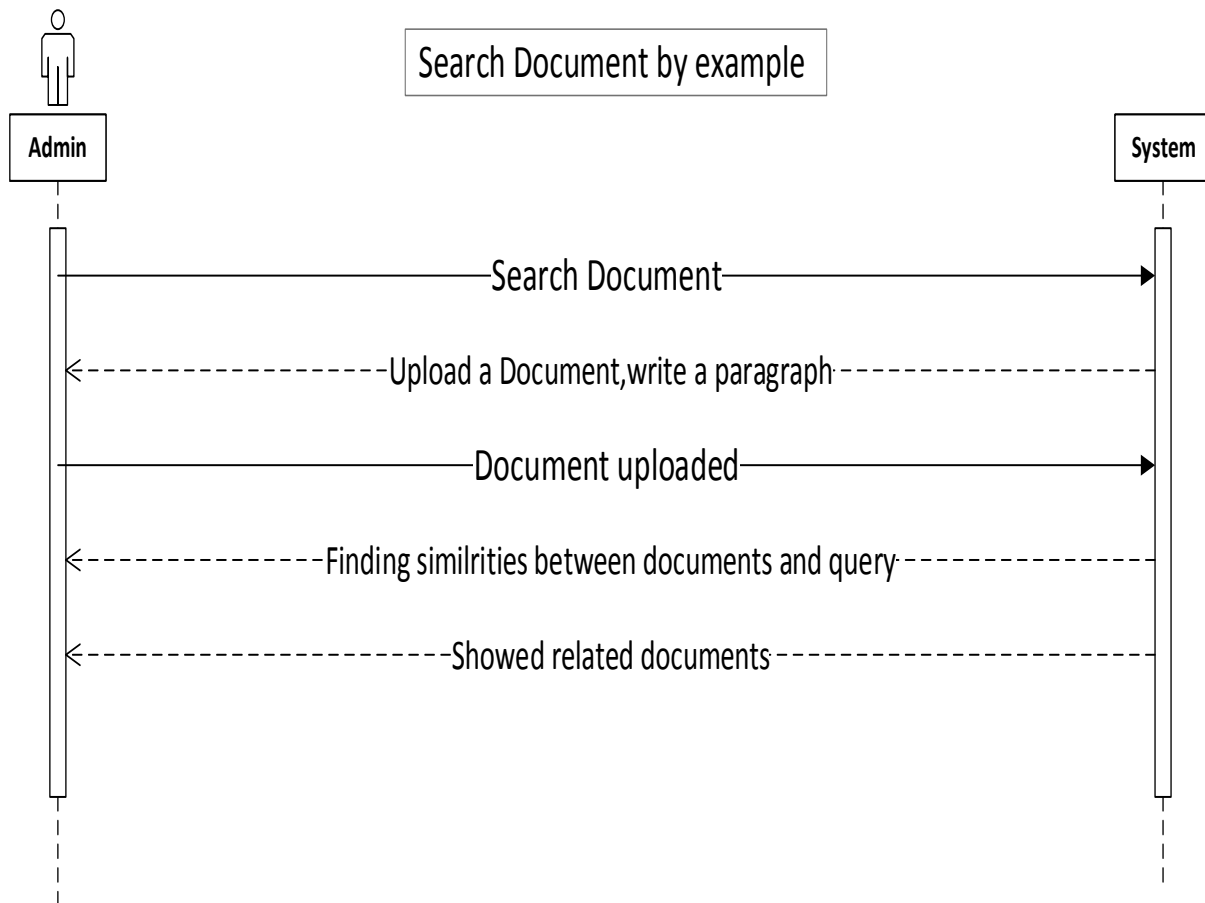 Search Document by example
Admin
System
Search Document
Upload a Document,write a paragraph
Document uploaded
Finding similrities between documents and query
Showed related documents